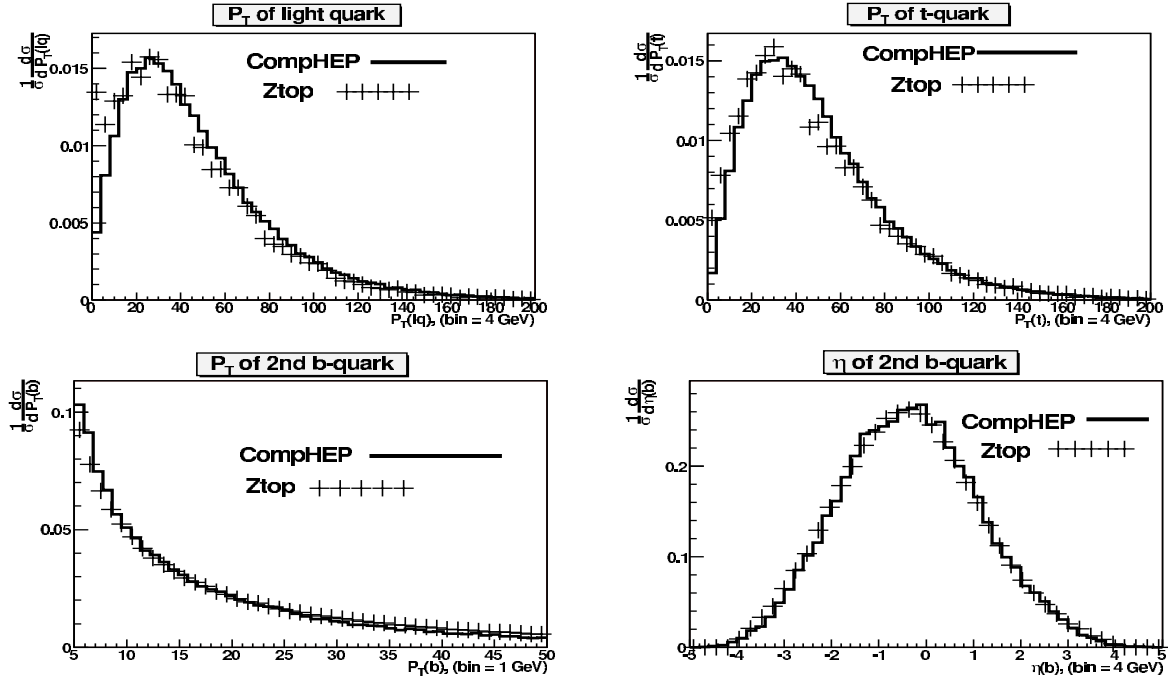 P_T of light quark
1/σ dσ/d P_T(lq)
0.015
0.01
0.005
0
CompHEP
Ztop
0 20 40 60 80 100 120 140 160 180 200
P_T(lq), (bin = 4 GeV)
P_T of t-quark
1/σ dσ/d P_T(t)
0.015
0.01
0.005
0
CompHEP
Ztop
0 20 40 60 80 100 120 140 160 180 200
P_T(t), (bin = 4 GeV)
P_T of 2nd b-quark
1/σ dσ/d P_T(b)
0.1
0.05
0
CompHEP
Ztop
5 10 15 20 25 30 35 40 45 50
P_T(b), (bin = 1 GeV)
η of 2nd b-quark
1/σ dσ/dη(b)
0.2
0.1
0
CompHEP
Ztop
-5 -4 -3 -2 -1 0 1 2 3 4 5
η(b), (bin = 4 GeV)